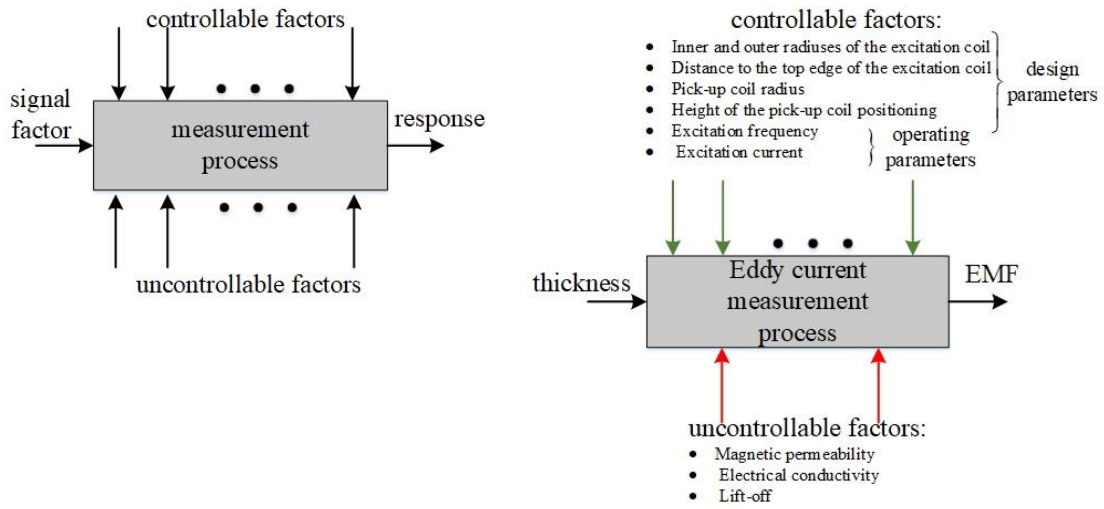 controllable factors
signal
factor
measurement
process
response
uncontrollable factors
controllable factors:
• Inner and outer radiuses of the excitation coil
• Distance to the top edge of the excitation coil
• Pick-up coil radius
• Height of the pick-up coil positioning
• Excitation frequency
• Excitation current
design
parameters
operating
parameters
thickness
Eddy current
measurement
process
EMF
uncontrollable factors:
• Magnetic permeability
• Electrical conductivity
• Lift-off